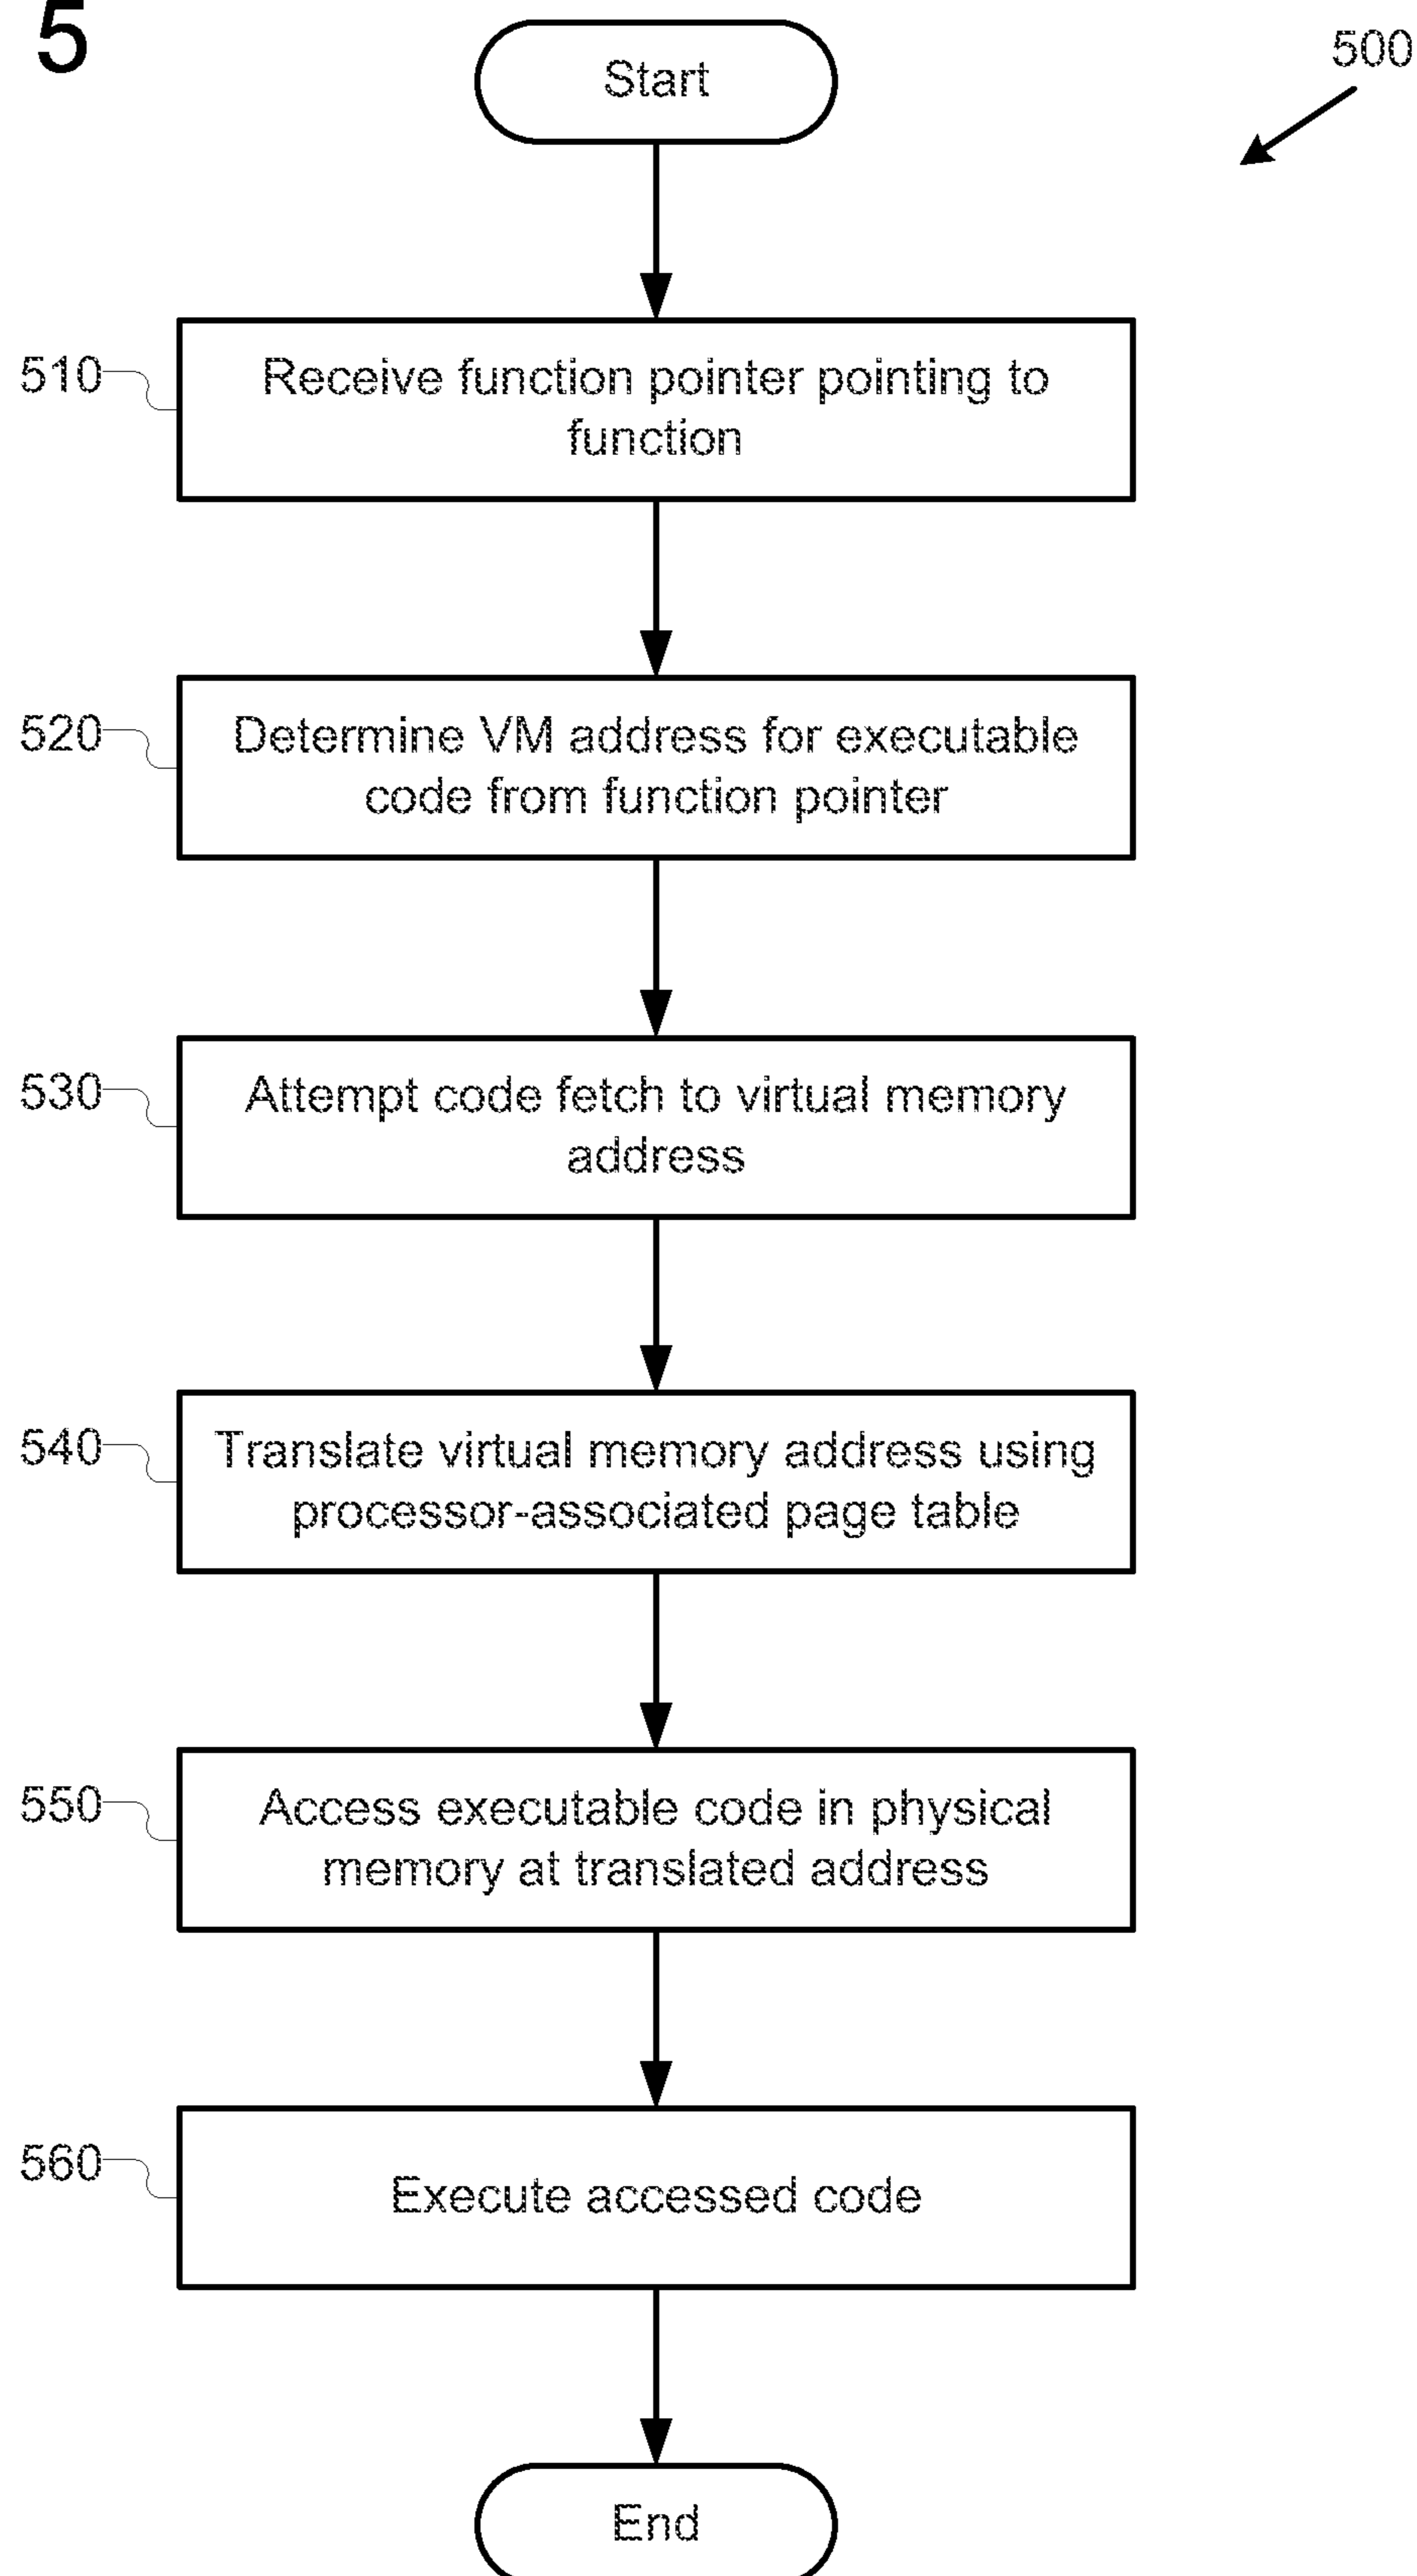 5
Start
500
510
Receive function pointer pointing to
function
520
Determine VM address for executable
code from function pointer
530
Attempt code fetch to virtual memory
address
540
Translate virtual memory address using
processor-associated page table
550
Access executable code in physical
memory at translated address
560
Execute accessed code
End